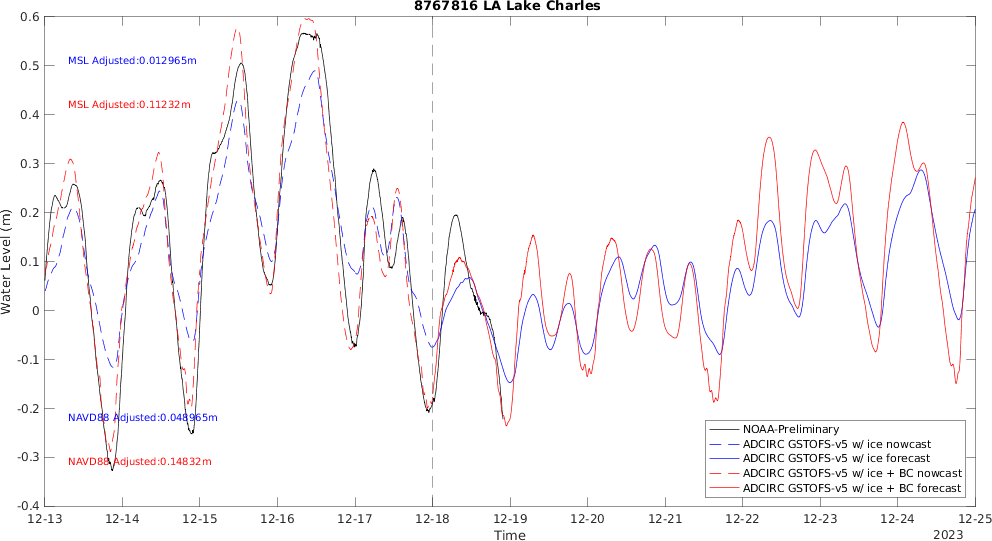 8767816 LA Lake Charles
0.6
0.5
0.4
0.3
0.2
0.1
0
-0.1
-0.2
-0.3
-0.4
Water Level (m)
MSL Adjusted:0.012965m
MSL Adjusted:0.11232m
NAVD88 Adjusted:0.048965m
NAVD88 Adjusted:0.14832m
NOAA-Preliminary
ADCIRC GSTOFS-v5 w/ ice nowcast
ADCIRC GSTOFS-v5 w/ ice forecast
ADCIRC GSTOFS-v5 w/ ice + BC nowcast
ADCIRC GSTOFS-v5 w/ ice + BC forecast
12-13 12-14 12-15 12-16 12-17 12-18 12-19 12-20 12-21 12-22 12-23 12-24 12-25
Time
2023